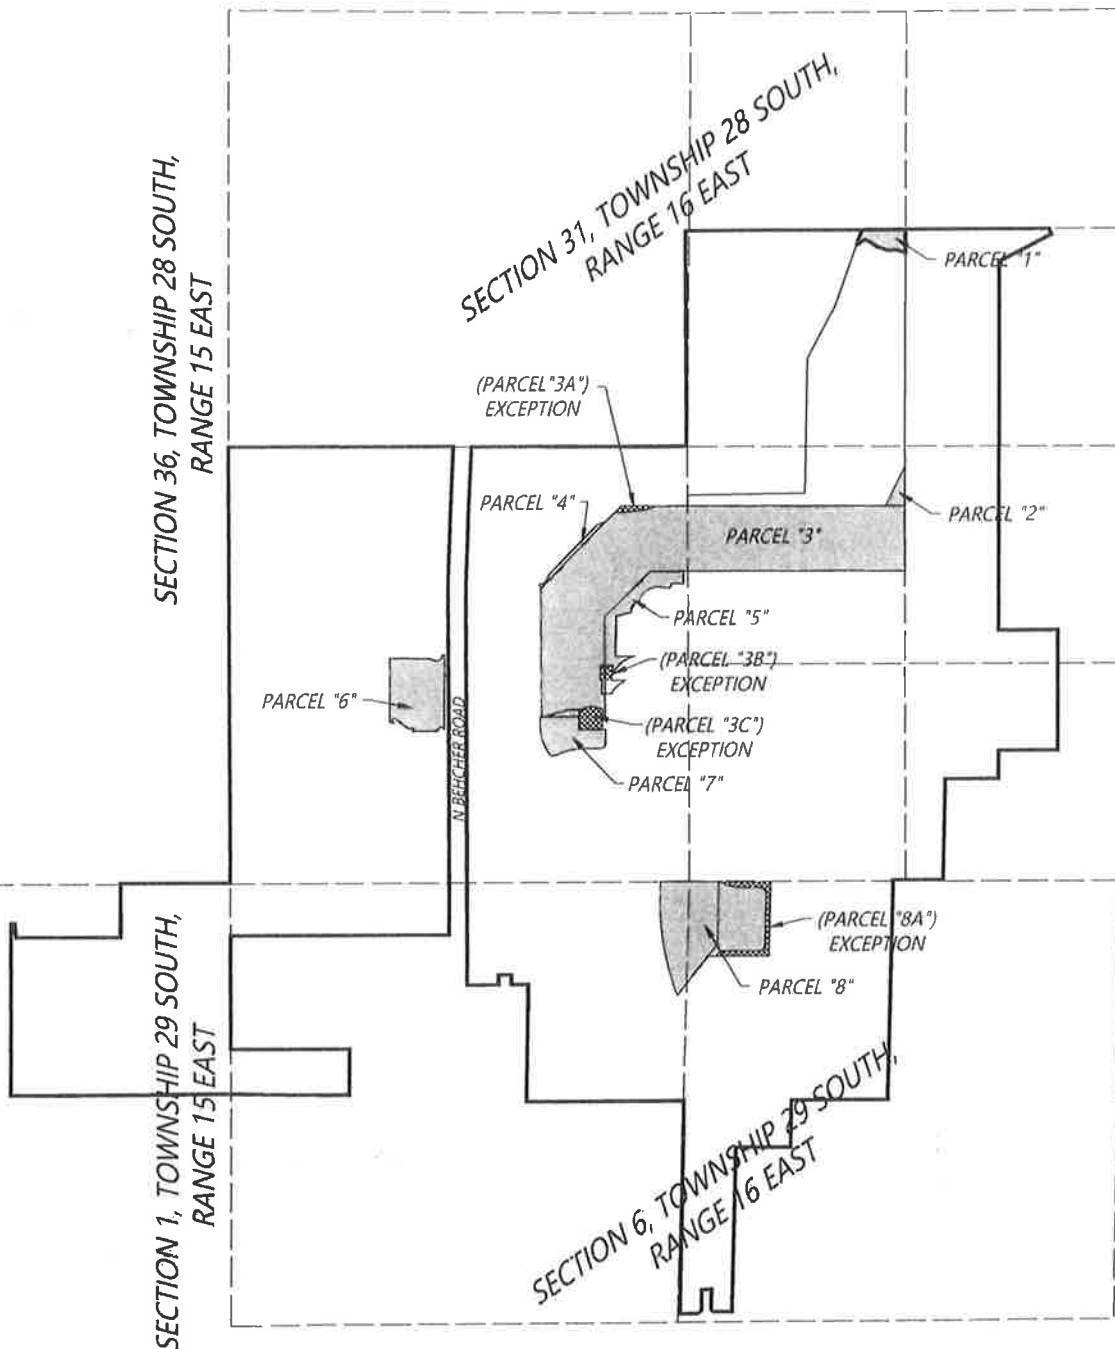 SECTION 31, TOWNSHIP 28 SOUTH,
RANGE 16 EAST
SECTION 36, TOWNSHIP 28 SOUTH,
RANGE 15 EAST
PARCEL "1"
(PARCEL"3A")
EXCEPTION
PARCEL "4"
PARCEL "2"
PARCEL "3"
PARCEL "5"
(PARCEL "3B")
EXCEPTION
PARCEL "6"
(PARCEL "3C")
EXCEPTION
N BEHCHER ROAD
PARCEL "7"
(PARCEL "8A")
EXCEPTION
PARCEL "8"
SECTION 1, TOWNSHIP 29 SOUTH,
RANGE 15 EAST
SECTION 6, TOWNSHIP 29 SOUTH,
RANGE 16 EAST